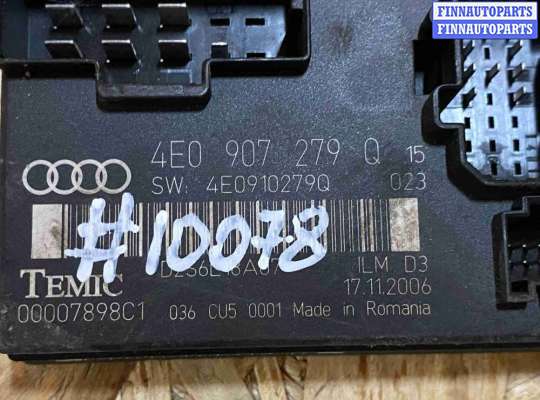 FINNAUTOPARTS
FINNAUTOPARTS
4E0 907 279 Q 15
SW: 4E0910279Q 023
#10078
ILM D3
TEMIC
17.11.2006
00007898C1 036 CU5 0001 Made in Romania